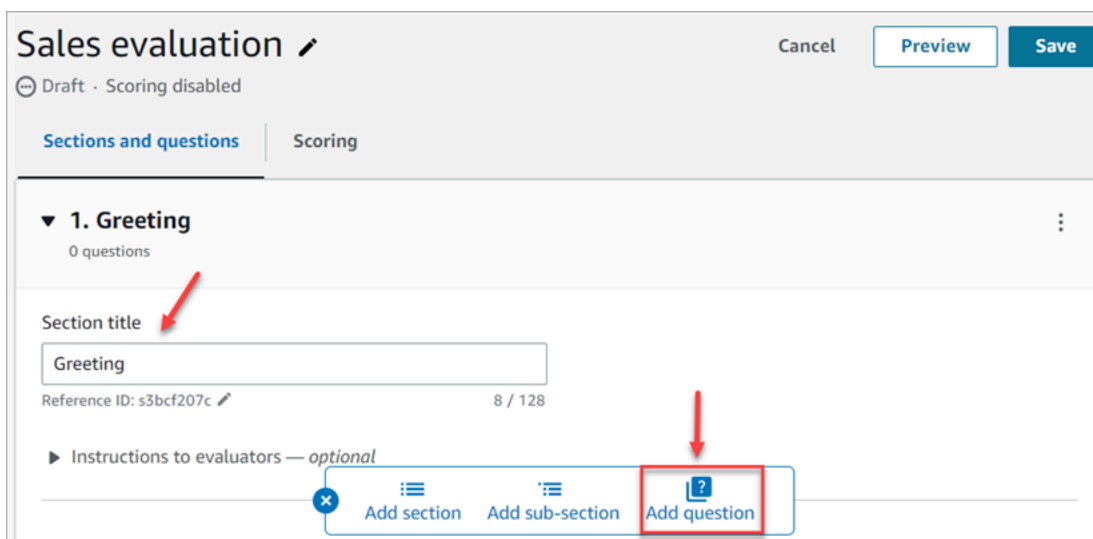 Sales evaluation
Cancel Preview Save
Draft · Scoring disabled
Sections and questions Scoring
1. Greeting
0 questions
Section title
Greeting
Reference ID: s3bcf207c 8 / 128
Instructions to evaluators — optional
Add section Add sub-section Add question